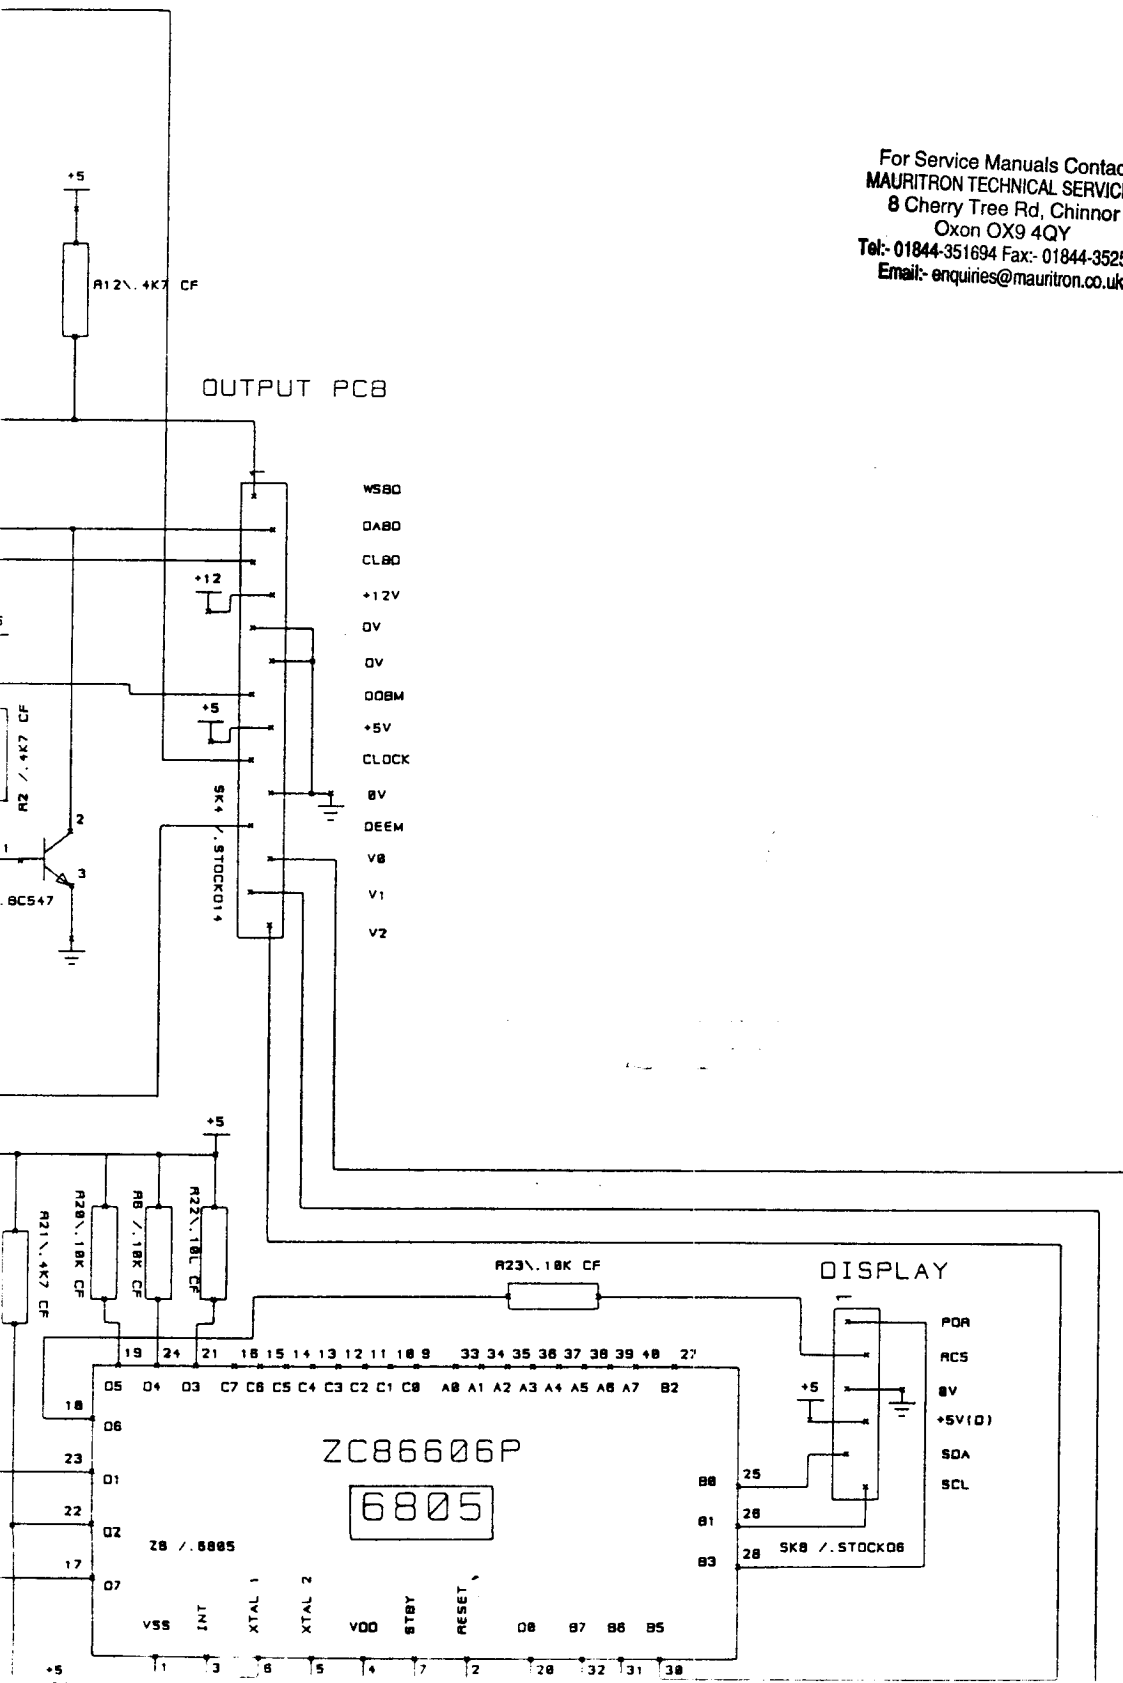 For Service Manuals Contac
MAURITRON TECHNICAL SERVIC
8 Cherry Tree Rd, Chinnor
Oxon OX9 4QY
Tel:- 01844-351694 Fax:- 01844-352
Email:- enquiries@mauritron.co.uk
+5
R12\.4K7 CF
OUTPUT PCB
1
WSBD
DABD
CLBD
+12
+12V
0V
0V
DOBM
+5
+5V
CLOCK
0V
DEEM
V0
V1
V2
SK4 /.STOCKO14
R2 /.4K7 CF
1
2
3
.BC547
+5
R21\.4K7 CF
R20\.10K CF
R8 /.10K CF
R22\.10L CF
R23\.10K CF
DISPLAY
1
POR
RCS
0V
+5
+5V(D)
SDA
SCL
SK8 /.STOCKO6
19 24 21 16 15 14 13 12 11 10 9 33 34 35 36 37 38 39 40 27
D5 D4 D3 C7 C6 C5 C4 C3 C2 C1 C0 A0 A1 A2 A3 A4 A5 A6 A7 B2
18
D6
ZC86606P
23
D1
6805
B0
25
22
D2
B1
26
Z8 /.6805
B3
28
17
D7
VSS INT XTAL 1 XTAL 2 VDD STBY RESET D0 B7 B6 B5
+5
1 3 6 5 4 7 2 20 32 31 30